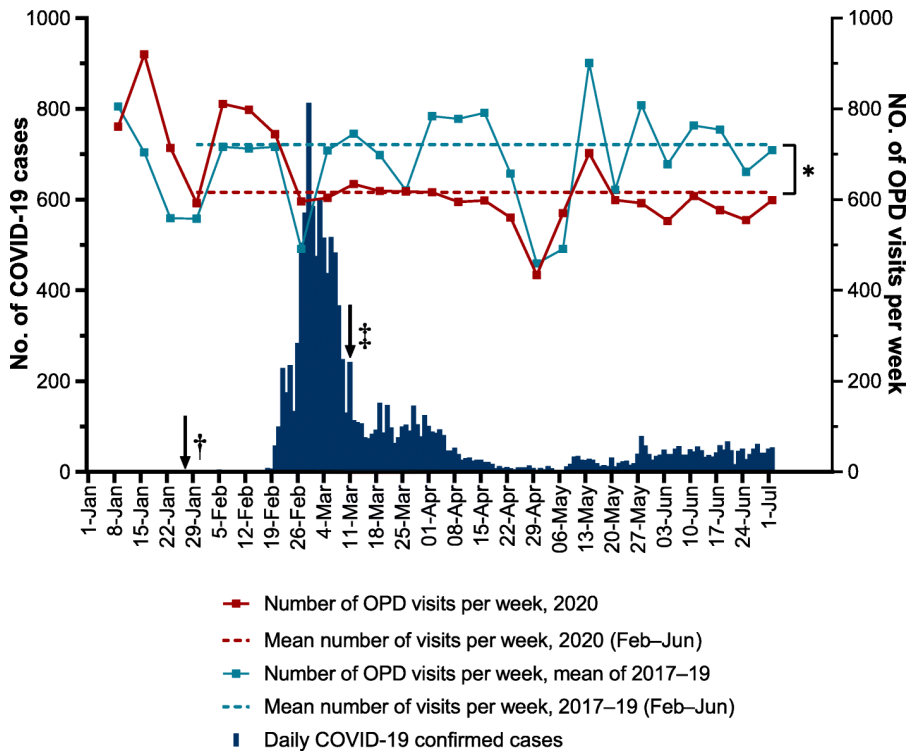 1000
800
600
400
200
0
No. of COVID-19 cases
1000
800
600
400
200
0
NO. of OPD visits
per week
*
†
‡
1-Jan
8-Jan
15-Jan
22-Jan
29-Jan
5-Feb
12-Feb
19-Feb
26-Feb
4-Mar
11-Mar
18-Mar
25-Mar
01-Apr
08-Apr
15-Apr
22-Apr
29-Apr
06-May
13-May
20-May
27-May
03-Jun
10-Jun
17-Jun
24-Jun
1-Jul
Number of OPD visits per week, 2020
Mean number of visits per week, 2020 (Feb–Jun)
Number of OPD visits per week, mean of 2017–19
Mean number of visits per week, 2017–19 (Feb–Jun)
Daily COVID-19 confirmed cases